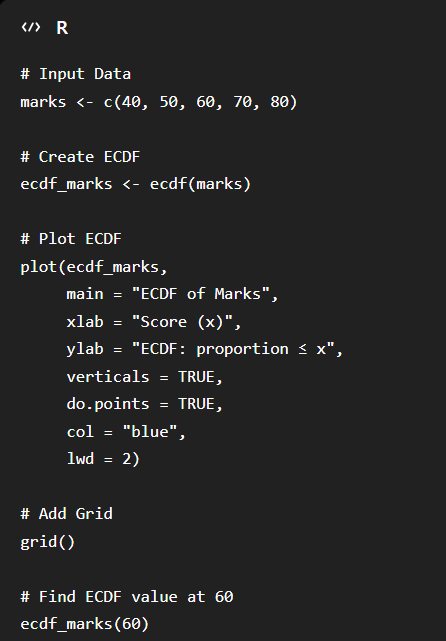 </> R
# Input Data
marks <- c(40, 50, 60, 70, 80)
# Create ECDF
ecdf_marks <- ecdf(marks)
# Plot ECDF
plot(ecdf_marks,
     main = "ECDF of Marks",
     xlab = "Score (x)",
     ylab = "ECDF: proportion ≤ x",
     verticals = TRUE,
     do.points = TRUE,
     col = "blue",
     lwd = 2)
# Add Grid
grid()
# Find ECDF value at 60
ecdf_marks(60)